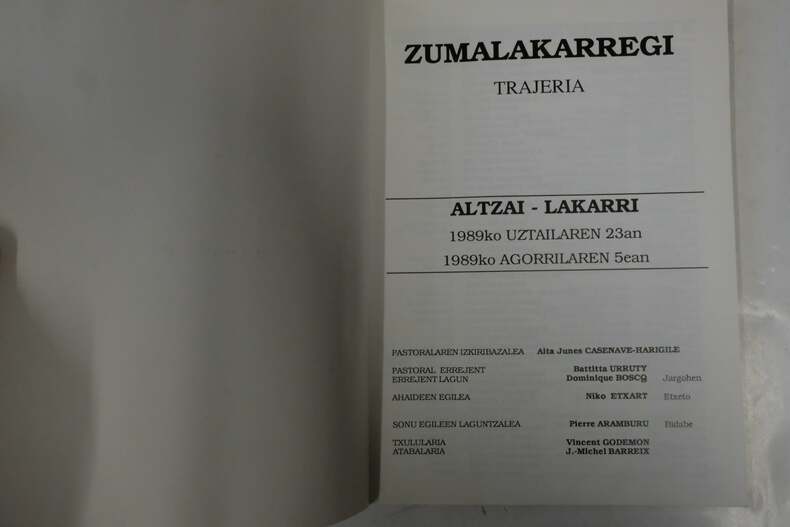 ZUMALAKARREGI
TRAJERIA
ALTZAI - LAKARRI
1989ko UZTAILAREN 23an
1989ko AGORRILAREN 5ean
PASTORALAREN IZKIRIBAZALEA Aita Junes CASENAVE-HARIGILE
PASTORAL ERREJENT Battitta URRUTY
ERREJENT LAGUN Dominique BOSCQ Jargohen
AHAIDEEN EGILEA Niko ETXART Etxeto
SONU EGILEEN LAGUNTZALEA Pierre ARAMBURU Bidabe
TXULULARIA Vincent GODEMON
ATABALARIA J.-Michel BARREIX